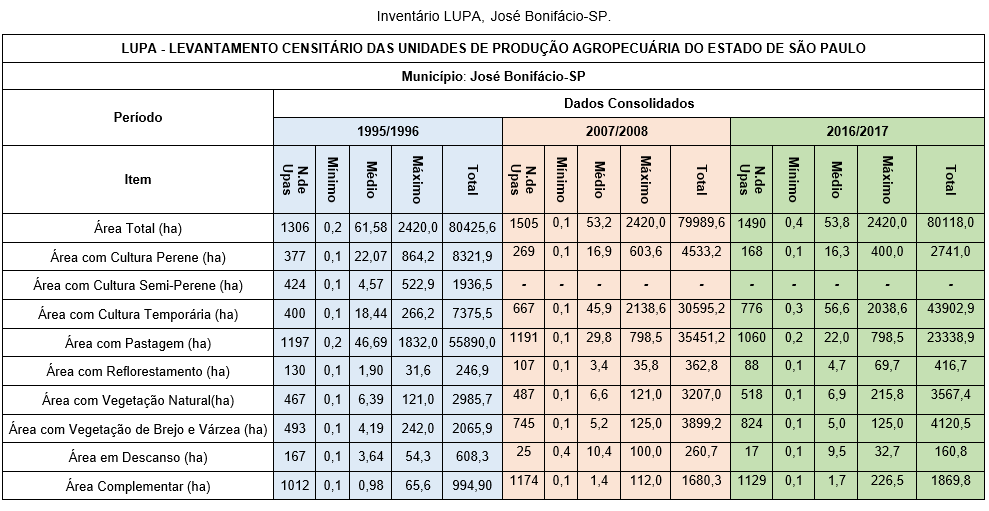 Inventário LUPA, José Bonifácio-SP.
LUPA - LEVANTAMENTO CENSITÁRIO DAS UNIDADES DE PRODUÇÃO AGROPECUÁRIA DO ESTADO DE SÃO PAULO
Município: José Bonifácio-SP
Período Dados Consolidados
1995/1996 2007/2008 2016/2017
Item N.de Upas Mínimo Médio Máximo Total N.de Upas Mínimo Médio Máximo Total N.de Upas Mínimo Médio Máximo Total
Área Total (ha) 1306 0,2 61,58 2420,0 80425,6 1505 0,1 53,2 2420,0 79989,6 1490 0,4 53,8 2420,0 80118,0
Área com Cultura Perene (ha) 377 0,1 22,07 864,2 8321,9 269 0,1 16,9 603,6 4533,2 168 0,1 16,3 400,0 2741,0
Área com Cultura Semi-Perene (ha) 424 0,1 4,57 522,9 1936,5 - - - - - - - - - -
Área com Cultura Temporária (ha) 400 0,1 18,44 266,2 7375,5 667 0,1 45,9 2138,6 30595,2 776 0,3 56,6 2038,6 43902,9
Área com Pastagem (ha) 1197 0,2 46,69 1832,0 55890,0 1191 0,1 29,8 798,5 35451,2 1060 0,2 22,0 798,5 23338,9
Área com Reflorestamento (ha) 130 0,1 1,90 31,6 246,9 107 0,1 3,4 35,8 362,8 88 0,1 4,7 69,7 416,7
Área com Vegetação Natural(ha) 467 0,1 6,39 121,0 2985,7 487 0,1 6,6 121,0 3207,0 518 0,1 6,9 215,8 3567,4
Área com Vegetação de Brejo e Várzea (ha) 493 0,1 4,19 242,0 2065,9 745 0,1 5,2 125,0 3899,2 824 0,1 5,0 125,0 4120,5
Área em Descanso (ha) 167 0,1 3,64 54,3 608,3 25 0,4 10,4 100,0 260,7 17 0,1 9,5 32,7 160,8
Área Complementar (ha) 1012 0,1 0,98 65,6 994,90 1174 0,1 1,4 112,0 1680,3 1129 0,1 1,7 226,5 1869,8